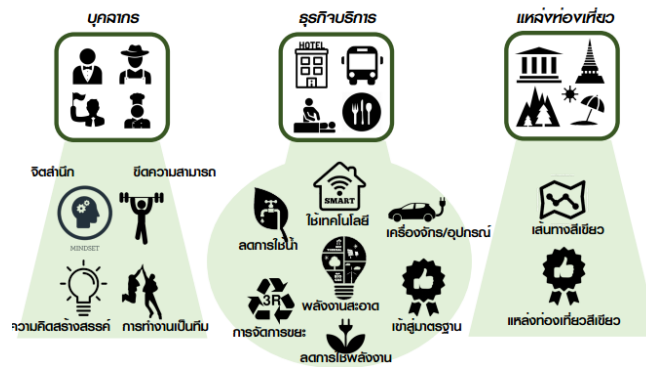 บุคลากร
ธุรกิจบริการ
แหล่งท่องเที่ยว
HOTEL
จิตสำนึก
ขีดความสามารถ
MINDSET
ความคิดสร้างสรรค์
การทำงานเป็นทีม
SMART
ใช้เทคโนโลยี
ลดการใช้น้ำ
เครื่องจักร/อุปกรณ์
3R
การจัดการขยะ
พลังงานสะอาด
เข้าสู่มาตรฐาน
ลดการใช้พลังงาน
เส้นทางสีเขียว
แหล่งท่องเที่ยวสีเขียว